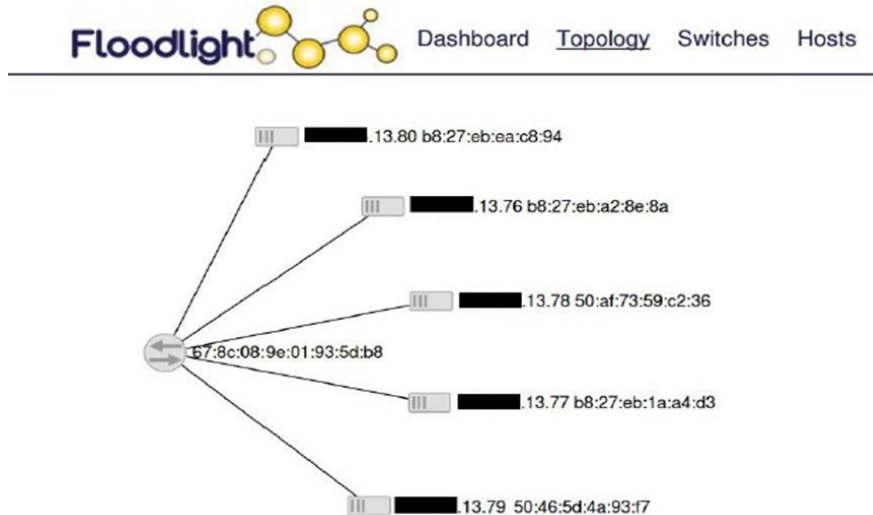 Floodlight Dashboard Topology Switches Hosts
.13.80 b8:27:eb:ea:c8:94
.13.76 b8:27:eb:a2:8e:8a
.13.78 50:af:73:59:c2:36
67:8c:08:9e:01:93:5d:b8
.13.77 b8:27:eb:1a:a4:d3
.13.79 50:46:5d:4a:93:f7